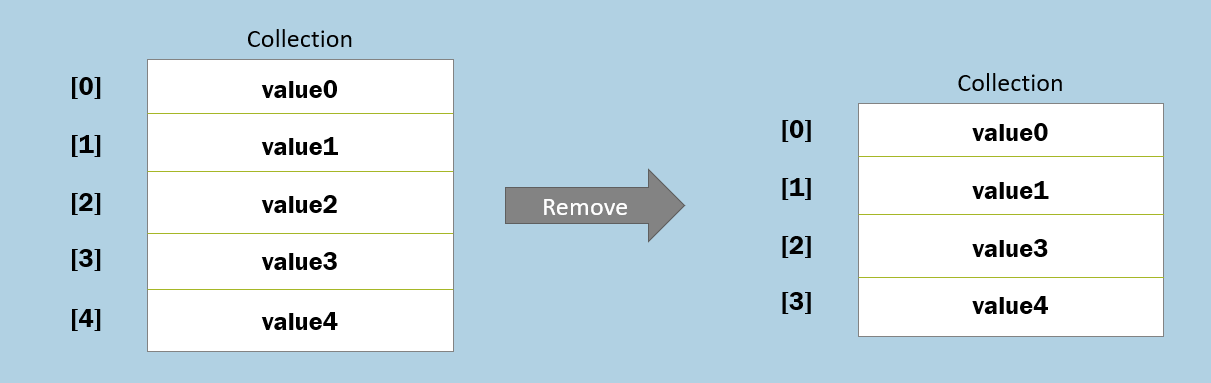 Collection
[0] value0
[1] value1
[2] value2
[3] value3
[4] value4
Remove
Collection
[0] value0
[1] value1
[2] value3
[3] value4